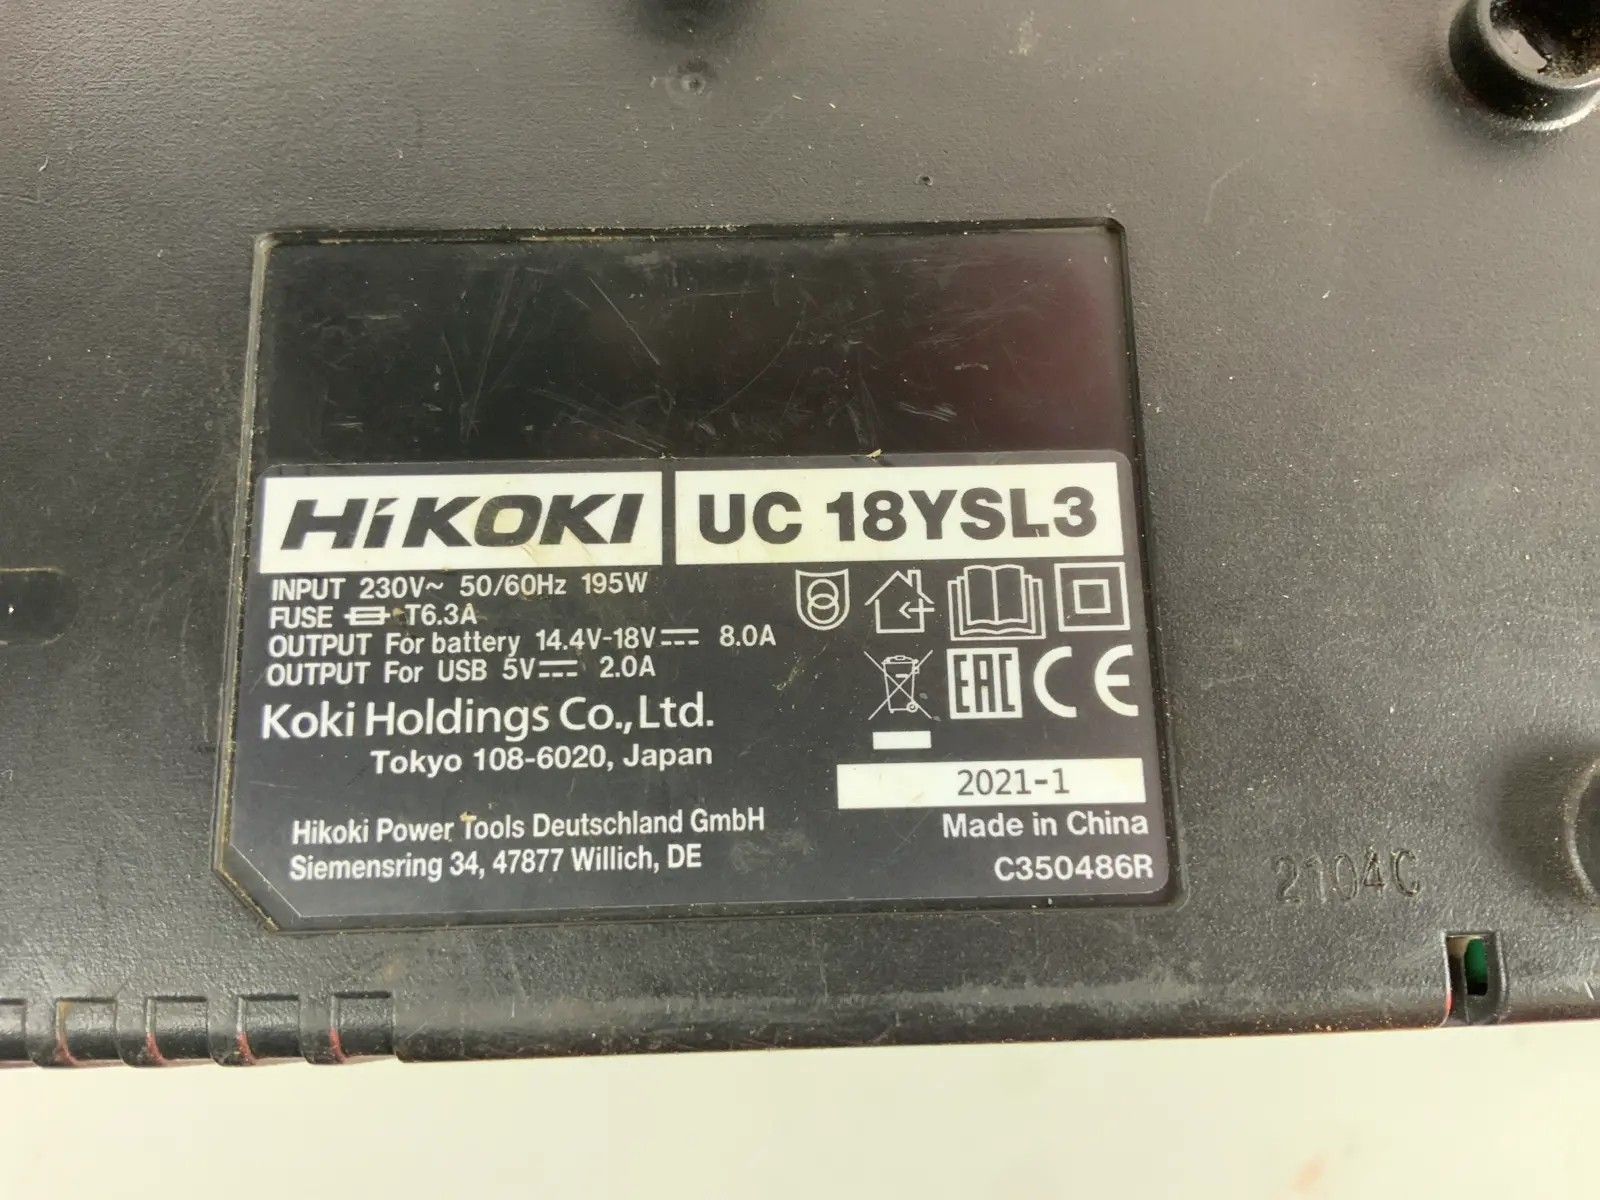 HiKOKI
UC 18YSL3
INPUT 230V~ 50/60Hz 195W
FUSE T6.3A
OUTPUT For battery 14.4V-18V⎓ 8.0A
OUTPUT For USB 5V⎓ 2.0A
Koki Holdings Co.,Ltd.
Tokyo 108-6020, Japan
EAC CE
2021-1
Made in China
Hikoki Power Tools Deutschland GmbH
Siemensring 34, 47877 Willich, DE
C350486R
2104C